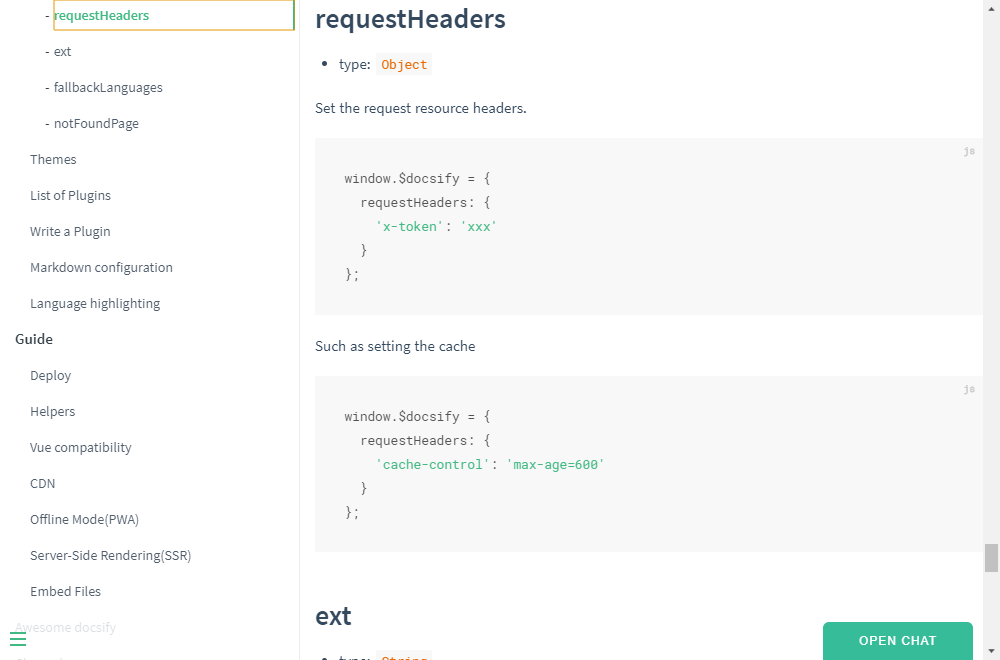 - requestHeaders
- ext
- fallbackLanguages
- notFoundPage
Themes
List of Plugins
Write a Plugin
Markdown configuration
Language highlighting
Guide
Deploy
Helpers
Vue compatibility
CDN
Offline Mode(PWA)
Server-Side Rendering(SSR)
Embed Files
Awesome docsify
requestHeaders
• type: Object
Set the request resource headers.
js
window.$docsify = {
  requestHeaders: {
    'x-token': 'xxx'
  }
};
Such as setting the cache
js
window.$docsify = {
  requestHeaders: {
    'cache-control': 'max-age=600'
  }
};
ext
• type: String
OPEN CHAT